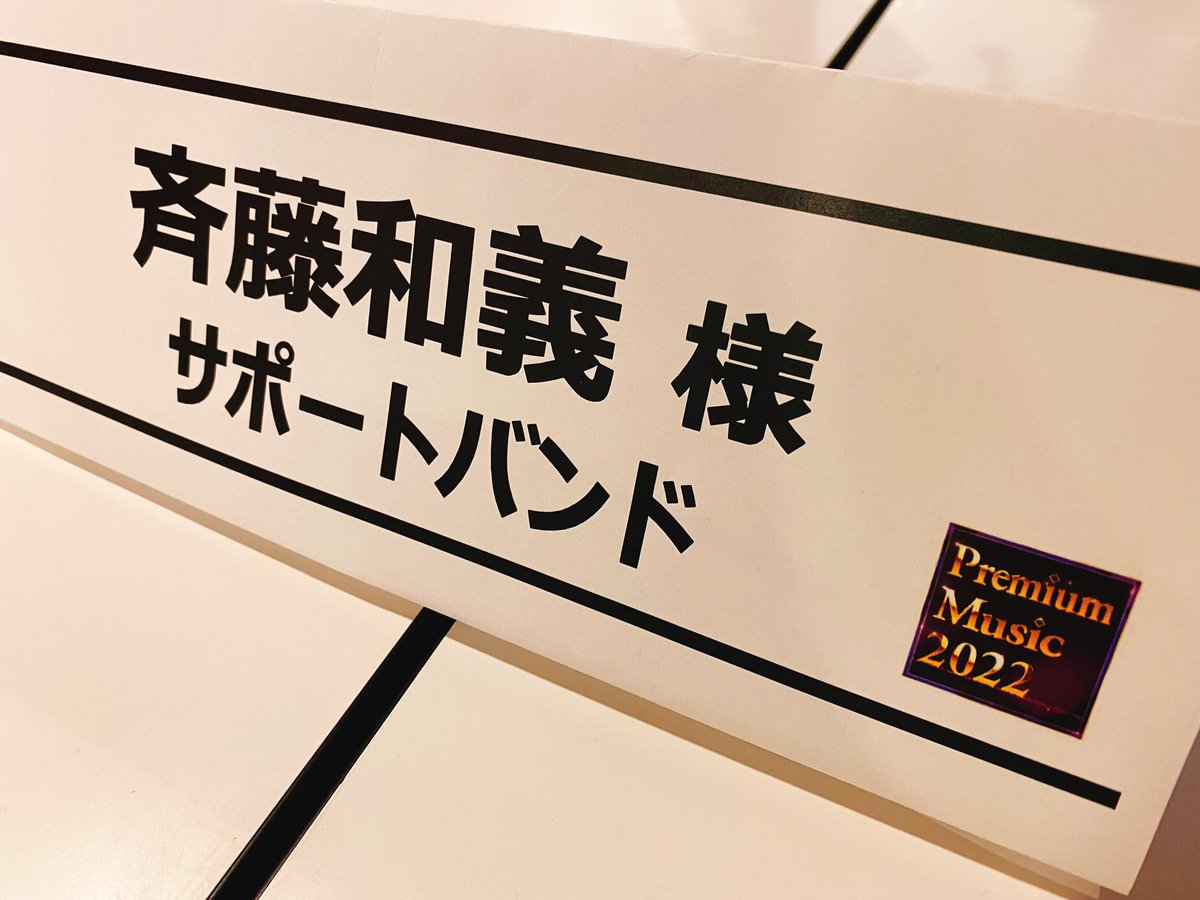 斉藤和義 様
サポートバンド
Premium
Music
2022